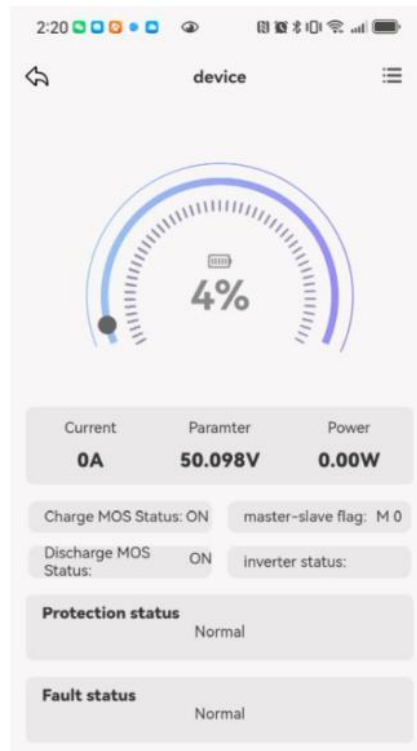 2:20
device
4%
Current Paramter Power
0A 50.098V 0.00W
Charge MOS Status: ON master-slave flag: M 0
Discharge MOS Status: ON inverter status:
Protection status
Normal
Fault status
Normal